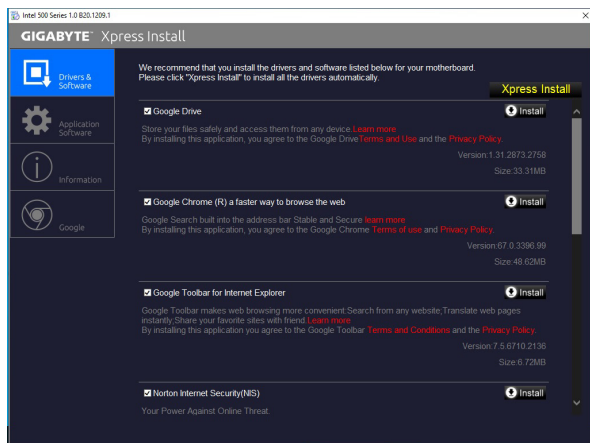 Intel 500 Series 1.0 B20.1209.1
GIGABYTE™ Xpress Install
Drivers &
Software
Application
Software
Information
Google
We recommend that you install the drivers and software listed below for your motherboard.
Please click "Xpress Install" to install all the drivers automatically.
Xpress Install
Google Drive
Install
Store your files safely and access them from any device.Learn more
By installing this application, you agree to the Google DriveTerms and Use and the Privacy Policy.
Version:1.31.2873.2758
Size:33.31MB
Google Chrome (R) a faster way to browse the web
Install
Google Search built into the address bar Stable and Secure learn more
By installing this application, you agree to the Google Chrome Terms of use and Privacy Policy.
Version:67.0.3396.99
Size:48.62MB
Google Toolbar for Internet Explorer
Install
Google Toolbar makes web browsing more convenient:Search from any website;Translate web pages
instantly;Share your favorite sites with friend.Learn more
By installing this application you agree to the Google Toolbar Terms and Conditions and the Privacy Policy.
Version:7.5.6710.2136
Size:6.72MB
Norton Internet Security(NIS)
Install
Your Power Against Online Threat.